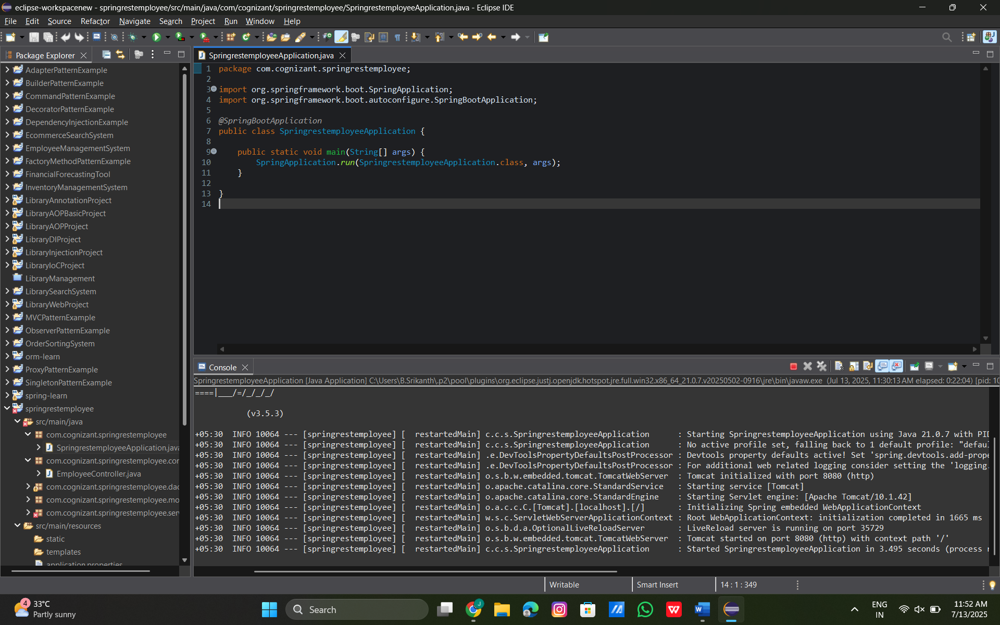 eclipse-workspacenew - springrestemployee/src/main/java/com/cognizant/springrestemployee/SpringrestemployeeApplication.java - Eclipse IDE
File Edit Source Refactor Navigate Search Project Run Window Help
Package Explorer
AdapterPatternExample
BuilderPatternExample
CommandPatternExample
DecoratorPatternExample
DependencyInjectionExample
EcommerceSearchSystem
EmployeeManagementSystem
FactoryMethodPatternExample
FinancialForecastingTool
InventoryManagementSystem
LibraryAnnotationProject
LibraryAOPBasicProject
LibraryAOPProject
LibraryDIProject
LibraryInjectionProject
LibraryIoCProject
LibraryManagement
LibrarySearchSystem
LibraryWebProject
MVCPatternExample
ObserverPatternExample
OrderSortingSystem
orm-learn
ProxyPatternExample
SingletonPatternExample
spring-learn
springrestemployee
src/main/java
com.cognizant.springrestemployee
SpringrestemployeeApplication.java
com.cognizant.springrestemployee.cor
EmployeeController.java
com.cognizant.springrestemployee.dao
com.cognizant.springrestemployee.mo
com.cognizant.springrestemployee.ser
src/main/resources
static
templates
application.properties
SpringrestemployeeApplication.java
1 package com.cognizant.springrestemployee;
2
3 import org.springframework.boot.SpringApplication;
4 import org.springframework.boot.autoconfigure.SpringBootApplication;
5
6 @SpringBootApplication
7 public class SpringrestemployeeApplication {
8
9 public static void main(String[] args) {
10 SpringApplication.run(SpringrestemployeeApplication.class, args);
11 }
12
13 }
14
Console
SpringrestemployeeApplication [Java Application] C:\Users\B.Srikanth\.p2\pool\plugins\org.eclipse.justj.openjdk.hotspot.jre.full.win32.x86_64_21.0.7.v20250502-0916\jre\bin\javaw.exe (Jul 13, 2025, 11:30:13 AM elapsed: 0:22:04) [pid: 10
====|___/=/_/_/_/
(v3.5.3)
+05:30 INFO 10064 --- [springrestemployee] [ restartedMain] c.c.s.SpringrestemployeeApplication : Starting SpringrestemployeeApplication using Java 21.0.7 with PID
+05:30 INFO 10064 --- [springrestemployee] [ restartedMain] c.c.s.SpringrestemployeeApplication : No active profile set, falling back to 1 default profile: "defaul
+05:30 INFO 10064 --- [springrestemployee] [ restartedMain] .e.DevToolsPropertyDefaultsPostProcessor : Devtools property defaults active! Set 'spring.devtools.add-prope
+05:30 INFO 10064 --- [springrestemployee] [ restartedMain] .e.DevToolsPropertyDefaultsPostProcessor : For additional web related logging consider setting the 'logging.
+05:30 INFO 10064 --- [springrestemployee] [ restartedMain] o.s.b.w.embedded.tomcat.TomcatWebServer : Tomcat initialized with port 8080 (http)
+05:30 INFO 10064 --- [springrestemployee] [ restartedMain] o.apache.catalina.core.StandardService : Starting service [Tomcat]
+05:30 INFO 10064 --- [springrestemployee] [ restartedMain] o.apache.catalina.core.StandardEngine : Starting Servlet engine: [Apache Tomcat/10.1.42]
+05:30 INFO 10064 --- [springrestemployee] [ restartedMain] o.a.c.c.C.[Tomcat].[localhost].[/] : Initializing Spring embedded WebApplicationContext
+05:30 INFO 10064 --- [springrestemployee] [ restartedMain] w.s.c.ServletWebServerApplicationContext : Root WebApplicationContext: initialization completed in 1665 ms
+05:30 INFO 10064 --- [springrestemployee] [ restartedMain] o.s.b.d.a.OptionalLiveReloadServer : LiveReload server is running on port 35729
+05:30 INFO 10064 --- [springrestemployee] [ restartedMain] o.s.b.w.embedded.tomcat.TomcatWebServer : Tomcat started on port 8080 (http) with context path '/'
+05:30 INFO 10064 --- [springrestemployee] [ restartedMain] c.c.s.SpringrestemployeeApplication : Started SpringrestemployeeApplication in 3.495 seconds (process r
Writable Smart Insert 14 : 1 : 349
4
33°C
Partly sunny
Search
J
ENG
IN
11:52 AM
7/13/2025